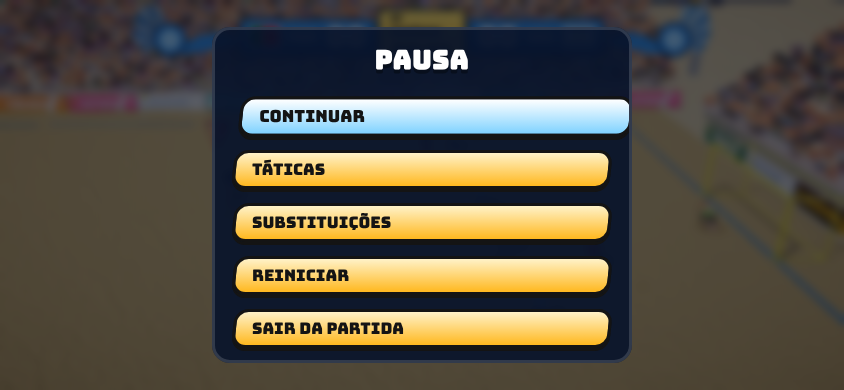 PAUSA
CONTINUAR
TÁTICAS
SUBSTITUIÇÕES
REINICIAR
SAIR DA PARTIDA